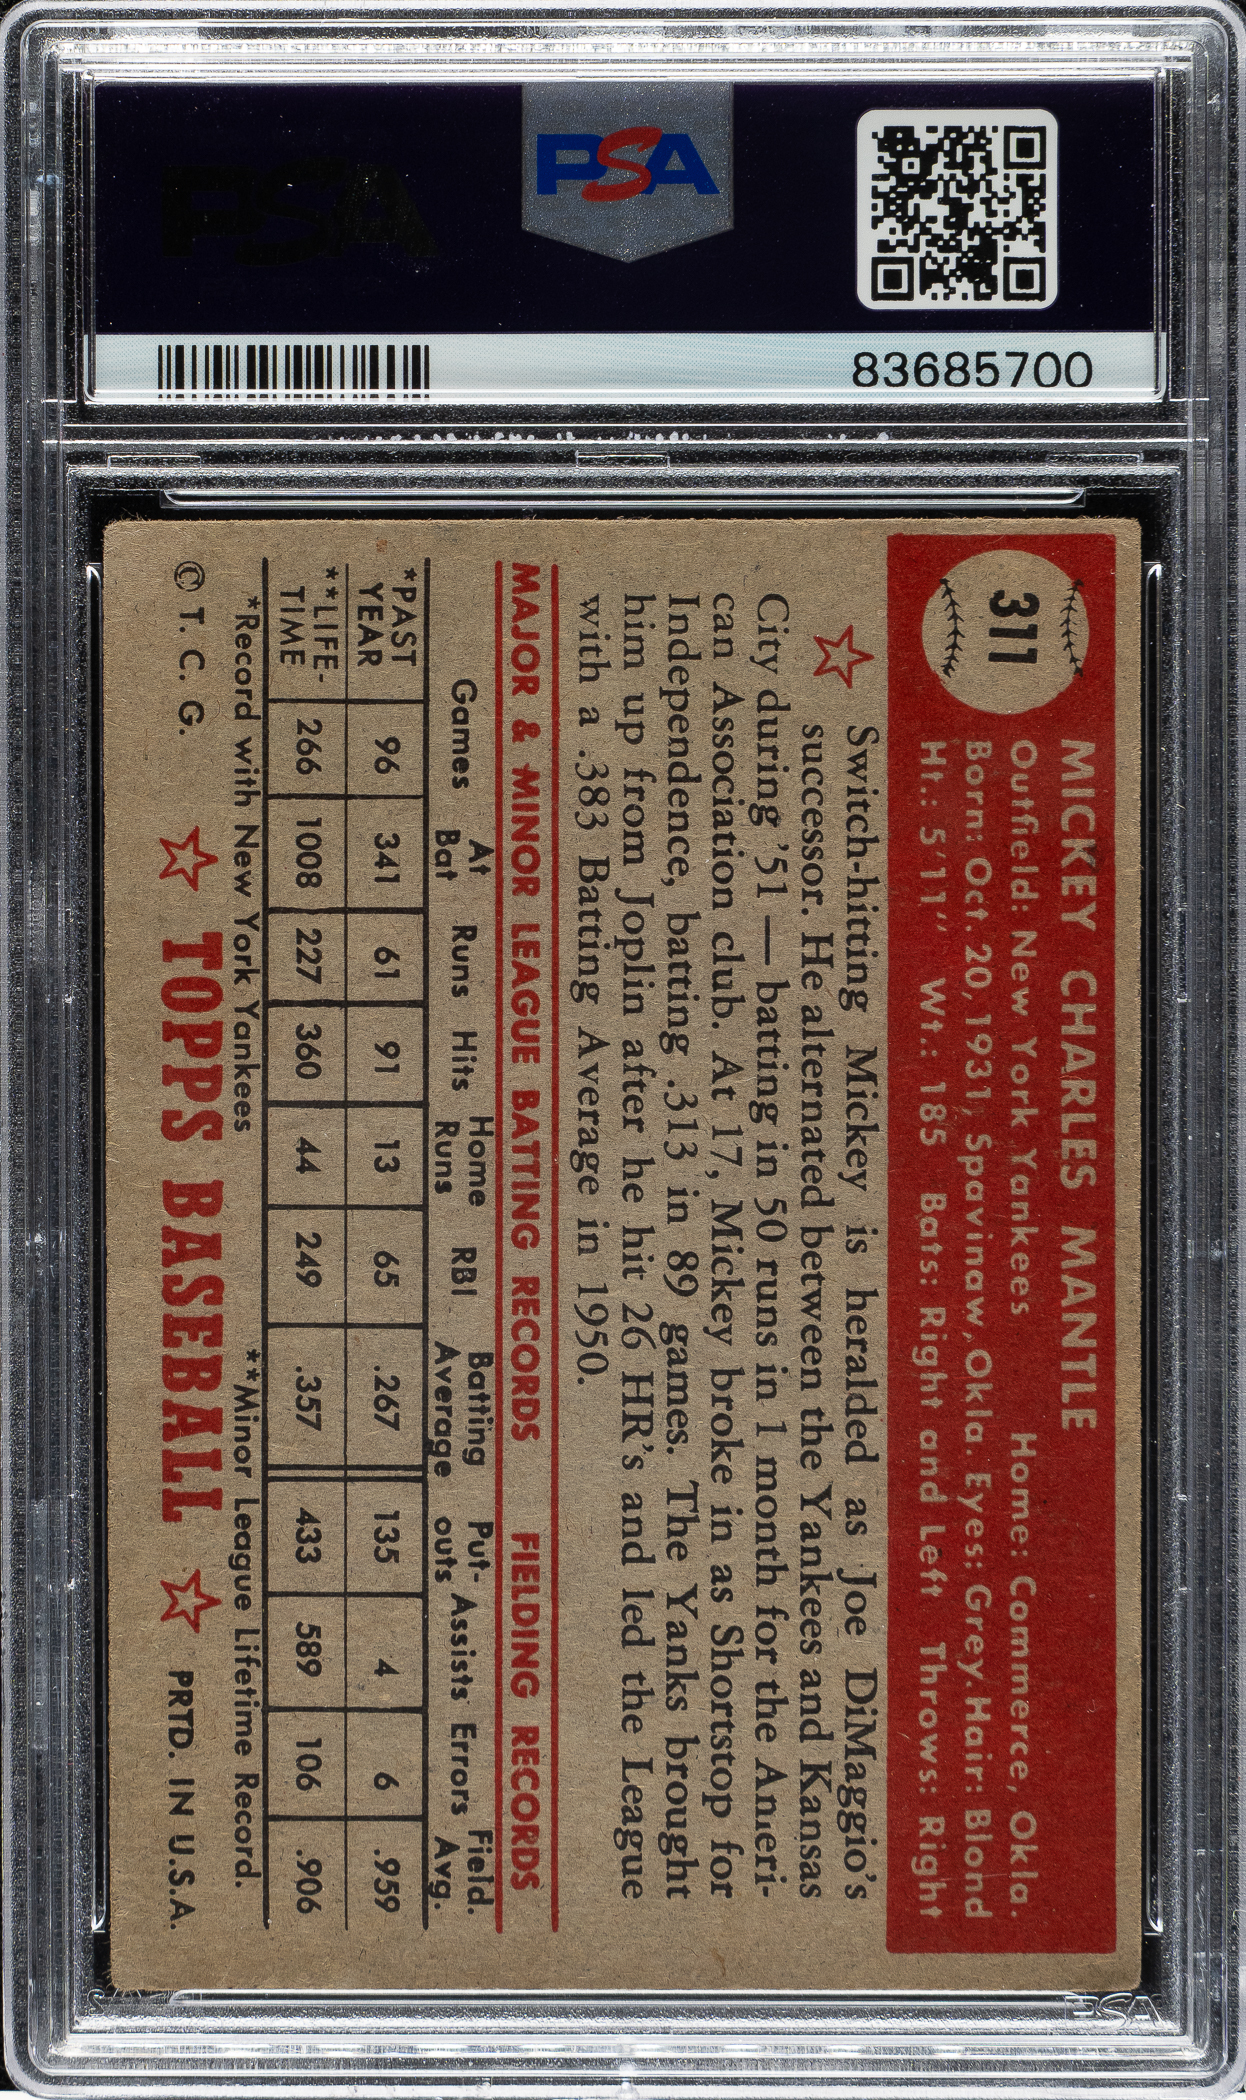 PSA
PSA
83685700
311
MICKEY CHARLES MANTLE
Outfield: New York Yankees Home: Commerce, Okla.
Born: Oct. 20, 1931, Spavinaw, Okla. Eyes: Grey. Hair: Blond
Ht.: 5'11" Wt.: 185 Bats: Right and Left Throws: Right
Switch-hitting Mickey is heralded as Joe DiMaggio's
successor. He alternated between the Yankees and Kansas
City during '51 — batting in 50 runs in 1 month for the Ameri-
can Association club. At 17, Mickey broke in as Shortstop for
Independence, batting .313 in 89 games. The Yanks brought
him up from Joplin after he hit 26 HR's and led the League
with a .383 Batting Average in 1950.
MAJOR & MINOR LEAGUE BATTING RECORDS FIELDING RECORDS
Games At Bat Runs Hits Home Runs RBI Batting Average Put-outs Assists Errors Field. Avg.
*PAST YEAR 96 341 61 91 13 65 .267 135 4 6 .959
**LIFE-TIME 266 1008 227 360 44 249 .357 433 589 106 .906
*Record with New York Yankees **Minor League Lifetime Record.
© T. C. G. TOPPS BASEBALL PRTD. IN U.S.A.
PSA